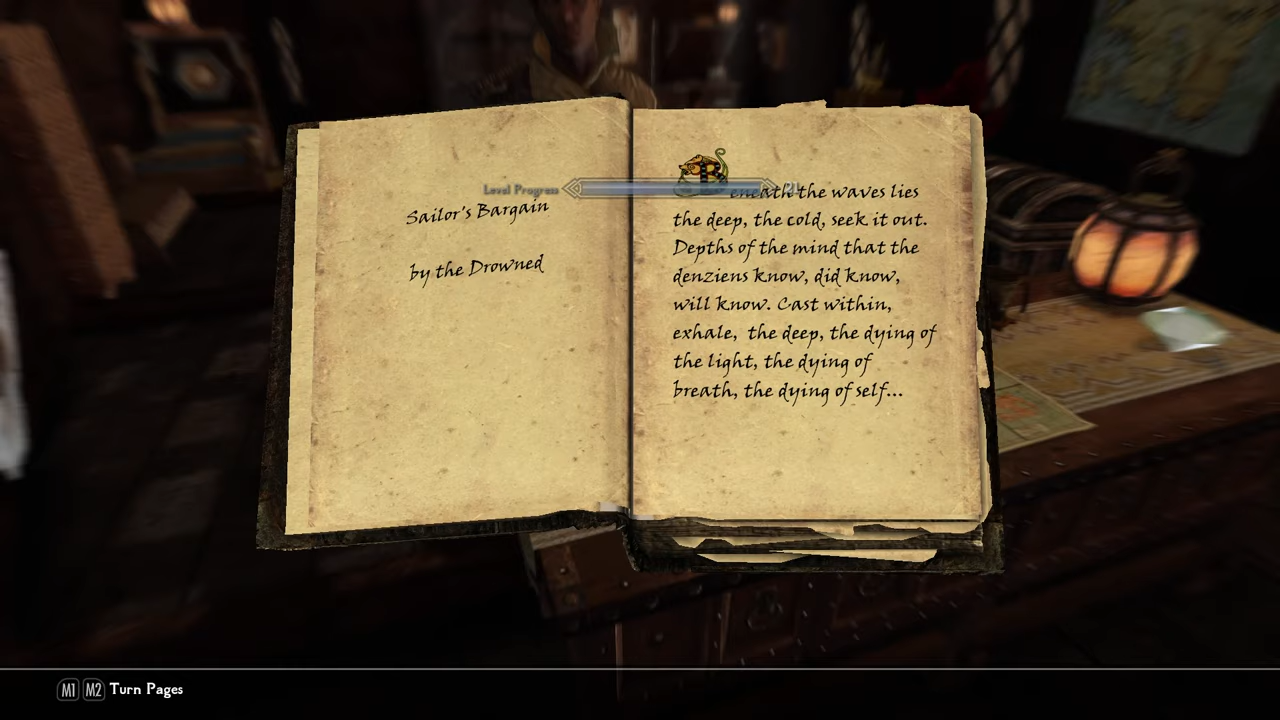 Sailor's Bargain
by the Drowned
Level Progress
Beneath the waves lies
the deep, the cold, seek it out.
Depths of the mind that the
denziens know, did know,
will know. Cast within,
exhale, the deep, the dying of
the light, the dying of
breath, the dying of self...
M1 M2 Turn Pages